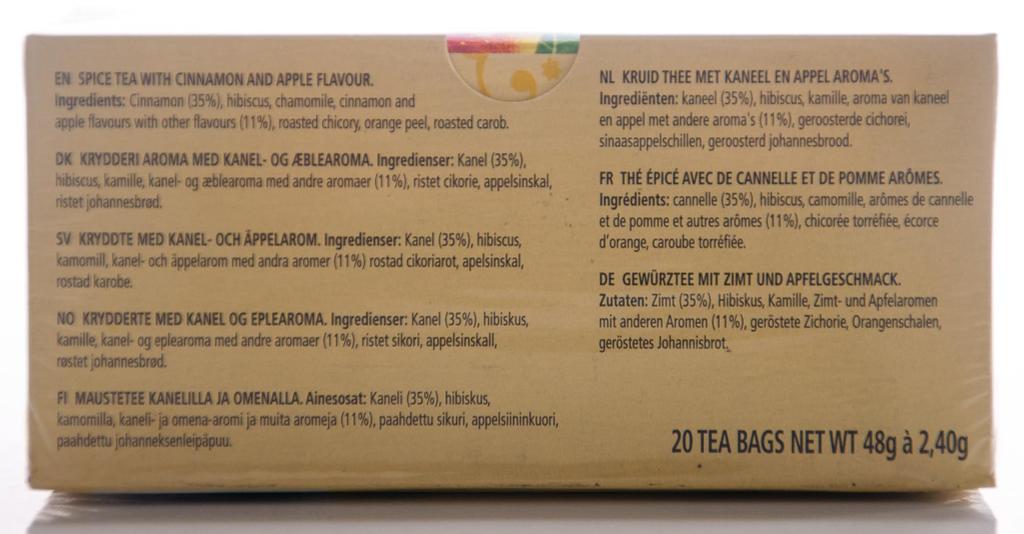 EN SPICE TEA WITH CINNAMON AND APPLE FLAVOUR.
Ingredients: Cinnamon (35%), hibiscus, chamomile, cinnamon and
apple flavours with other flavours (11%), roasted chicory, orange peel, roasted carob.
DK KRYDDERI AROMA MED KANEL- OG ÆBLEAROMA. Ingredienser: Kanel (35%),
hibiscus, kamille, kanel- og æblearoma med andre aromaer (11%), ristet cikorie, appelsinskal,
ristet johannesbrød.
SV KRYDDTE MED KANEL- OCH ÄPPELAROM. Ingredienser: Kanel (35%), hibiscus,
kamomill, kanel- och äppelarom med andra aromer (11%) rostad cikoriarot, apelsinskal,
rostad karobe.
NO KRYDDERTE MED KANEL OG EPLEAROMA. Ingredienser: Kanel (35%), hibiskus,
kamille, kanel- og eplearoma med andre aromaer (11%), ristet sikori, appelsinskall,
røstet johannesbrød.
FI MAUSTETEE KANELILLA JA OMENALLA. Ainesosat: Kaneli (35%), hibiskus,
kamomilla, kaneli- ja omena-aromi ja muita aromeja (11%), paahdettu sikuri, appelsiininkuori,
paahdettu johanneksenleipäpuu.
NL KRUID THEE MET KANEEL EN APPEL AROMA'S.
Ingrediënten: kaneel (35%), hibiscus, kamille, aroma van kaneel
en appel met andere aroma's (11%), geroosterde cichorei,
sinaasappelschillen, geroosterd johannesbrood.
FR THÉ ÉPICÉ AVEC DE CANNELLE ET DE POMME ARÔMES.
Ingrédients: cannelle (35%), hibiscus, camomille, arômes de cannelle
et de pomme et autres arômes (11%), chicorée torréfiée, écorce
d'orange, caroube torréfiée.
DE GEWÜRZTEE MIT ZIMT UND APFELGESCHMACK.
Zutaten: Zimt (35%), Hibiskus, Kamille, Zimt- und Apfelaromen
mit anderen Aromen (11%), geröstete Zichorie, Orangenschalen,
geröstetes Johannisbrot.
20 TEA BAGS NET WT 48g à 2,40g